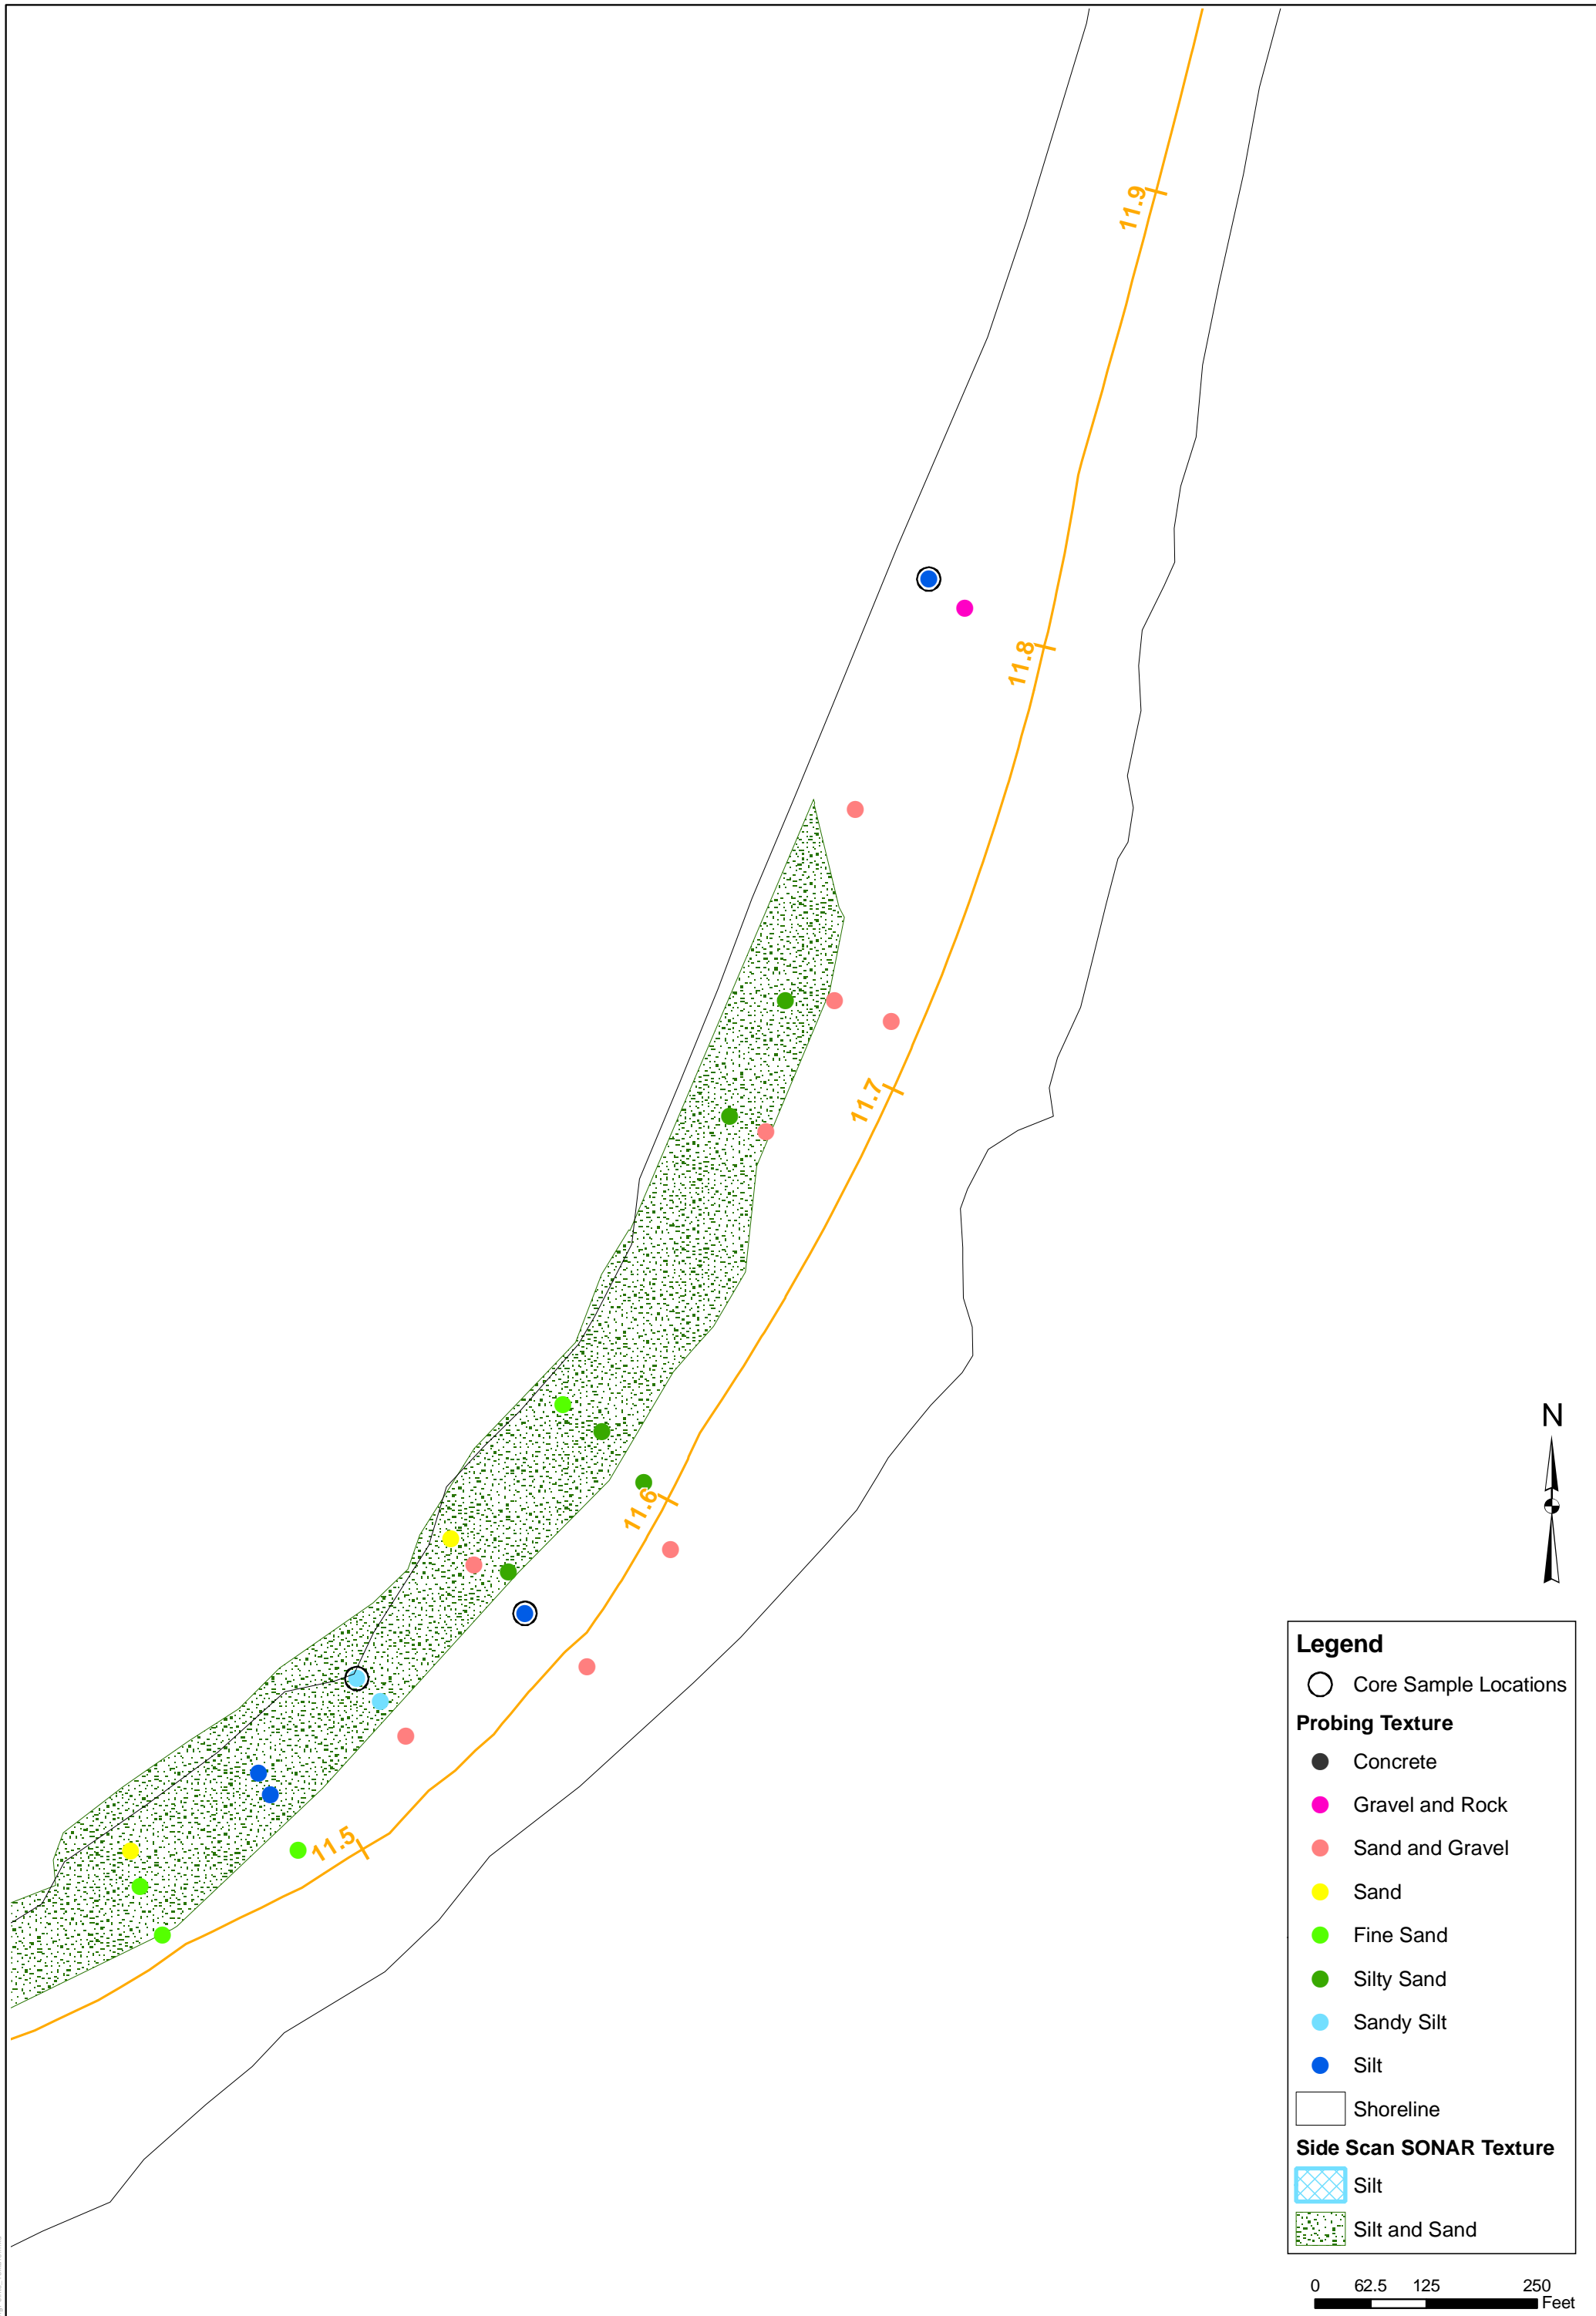 11.9
11.8
11.7
11.6
11.5
N
Legend
Core Sample Locations
Probing Texture
Concrete
Gravel and Rock
Sand and Gravel
Sand
Fine Sand
Silty Sand
Sandy Silt
Silt
Shoreline
Side Scan SONAR Texture
Silt
Silt and Sand
0 62.5 125 250
Feet